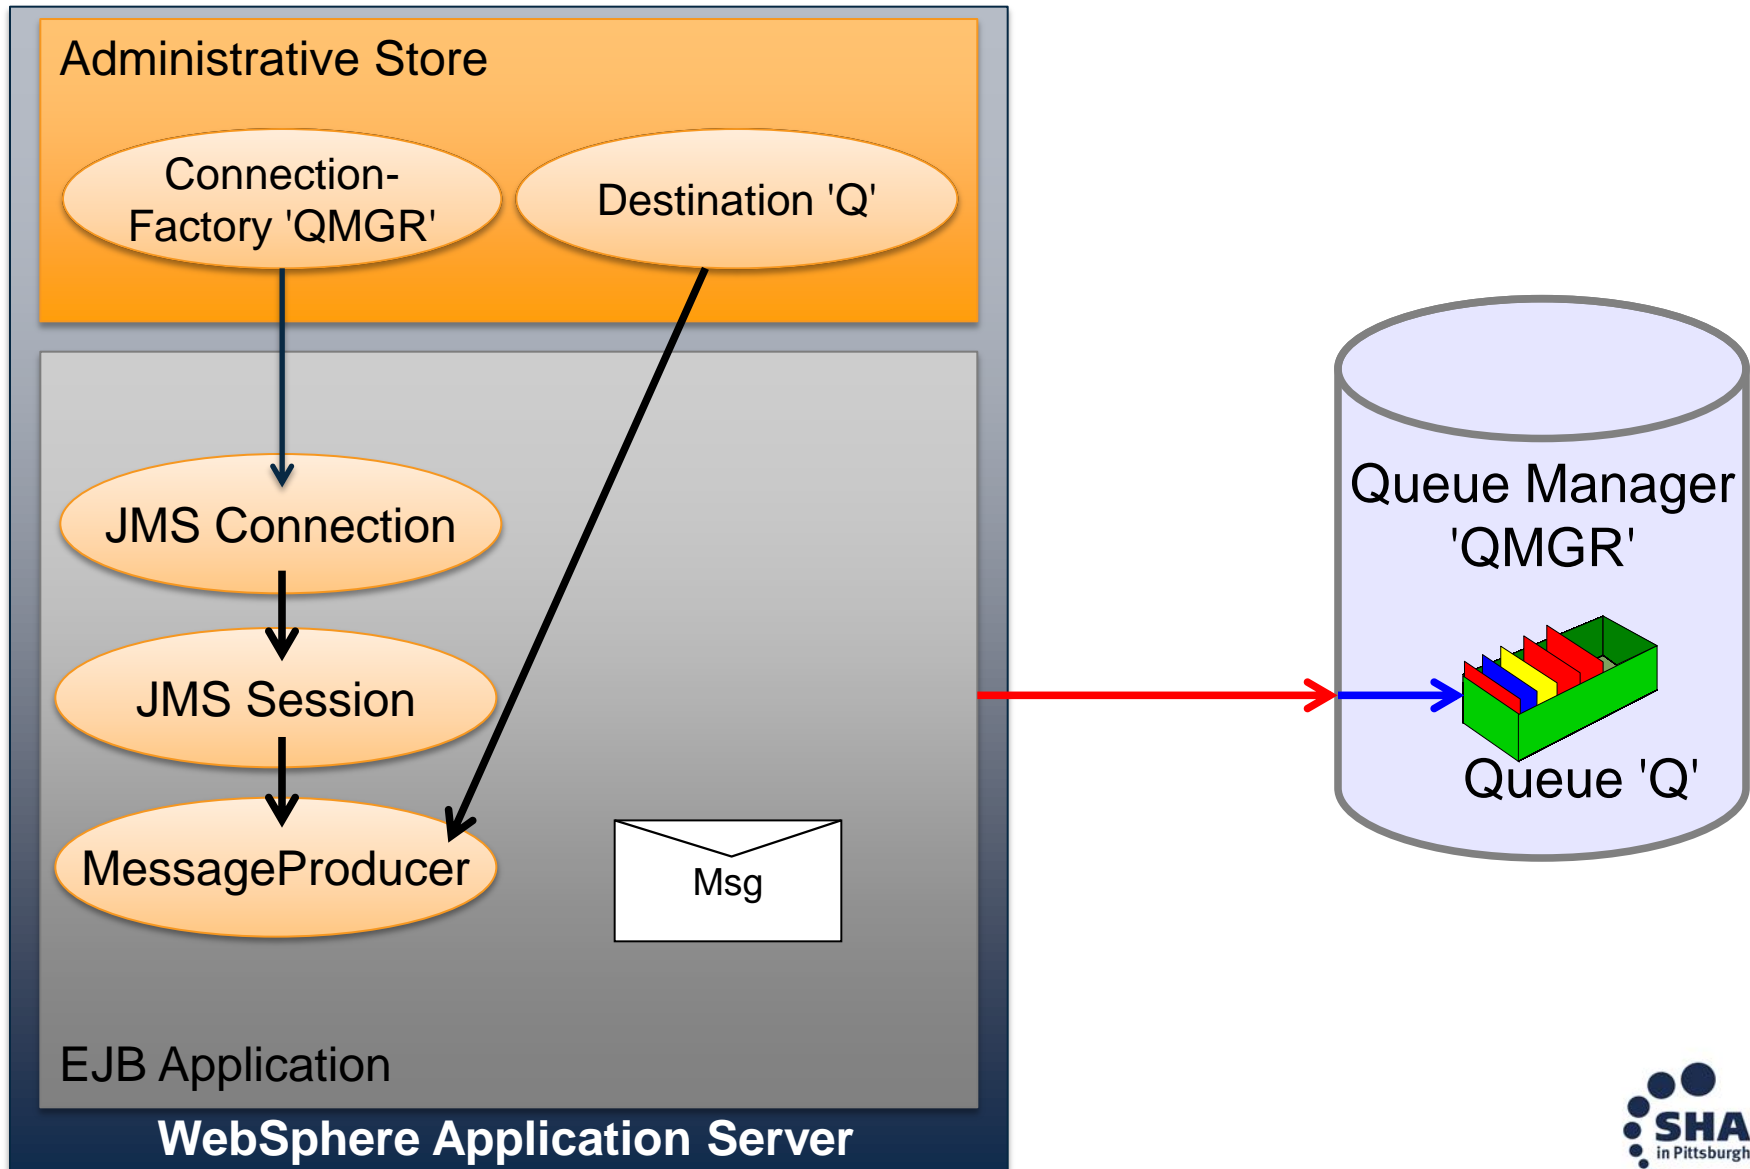 Administrative Store
Connection-
Factory 'QMGR'
Destination 'Q'
JMS Connection
JMS Session
MessageProducer
Msg
EJB Application
WebSphere Application Server
Queue Manager
'QMGR'
Queue 'Q'
SHA
in Pittsburgh